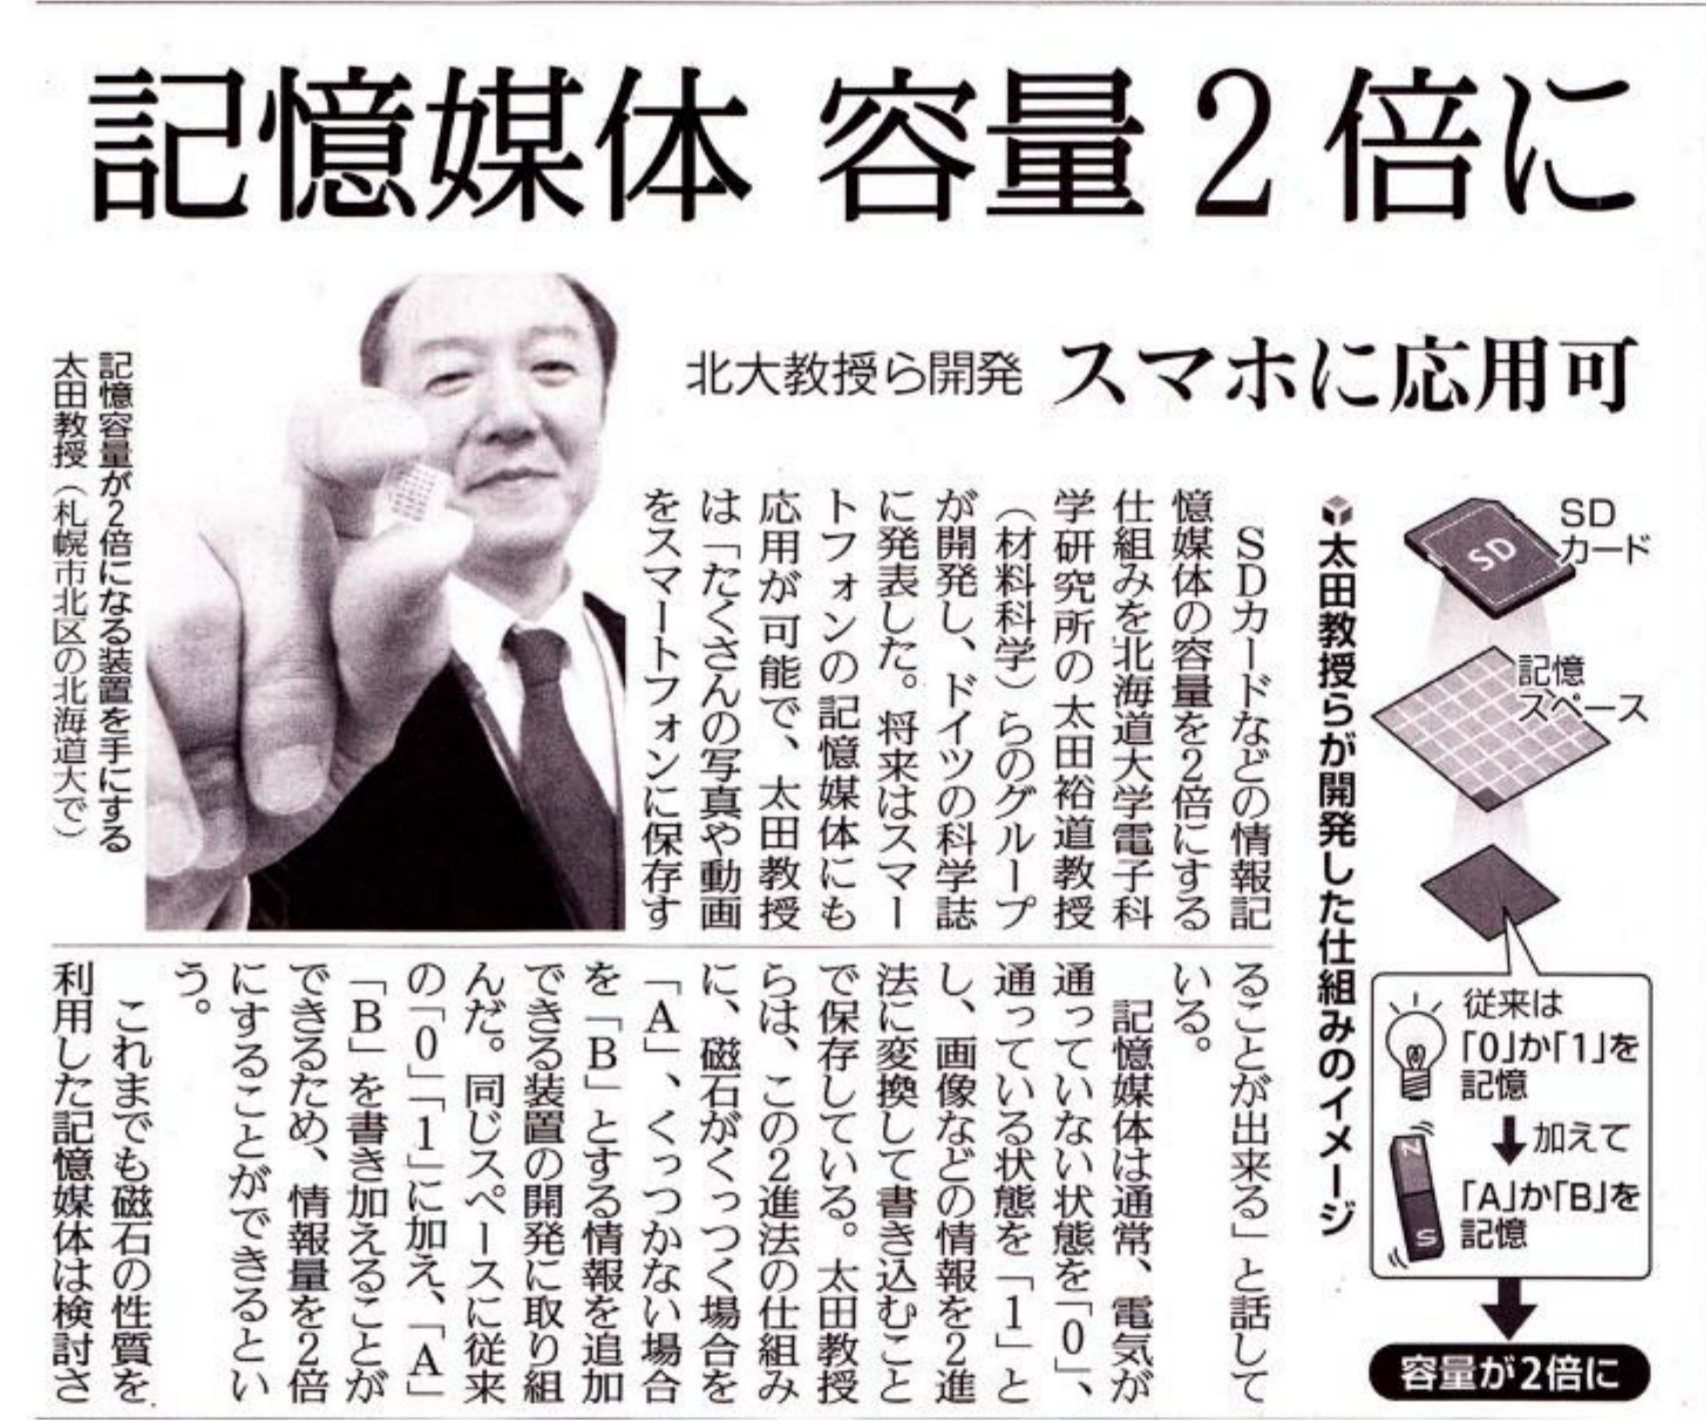 記憶媒体 容量2倍に
北大教授ら開発 スマホに応用可
記憶容量が2倍になる装置を手にする
太田教授（札幌市北区の北海道大で）
SDカードなどの情報記
憶媒体の容量を2倍にする
仕組みを北海道大学電子科
学研究所の太田裕道教授
（材料科学）らのグループ
が開発し、ドイツの科学誌
に発表した。将来はスマー
トフォンの記憶媒体にも
応用が可能で、太田教授
は「たくさんの写真や動画
をスマートフォンに保存す
ることが出来る」と話して
いる。
記憶媒体は通常、電気が
通っていない状態を「0」、
通っている状態を「1」と
し、画像などの情報を2進
法に変換して書き込むこと
で保存している。太田教授
らは、この2進法の仕組み
に、磁石がくっつく場合を
「A」、くっつかない場合
を「B」とする情報を追加
できる装置の開発に取り組
んだ。同じスペースに従来
の「0」「1」に加え、「A」
「B」を書き加えることが
できるため、情報量を2倍
にすることができるとい
う。
これまでも磁石の性質を
利用した記憶媒体は検討さ
太田教授らが開発した仕組みのイメージ
SD
カード
SD
記憶
スペース
従来は
「0」か「1」を
記憶
加えて
「A」か「B」を
記憶
N
S
容量が2倍に